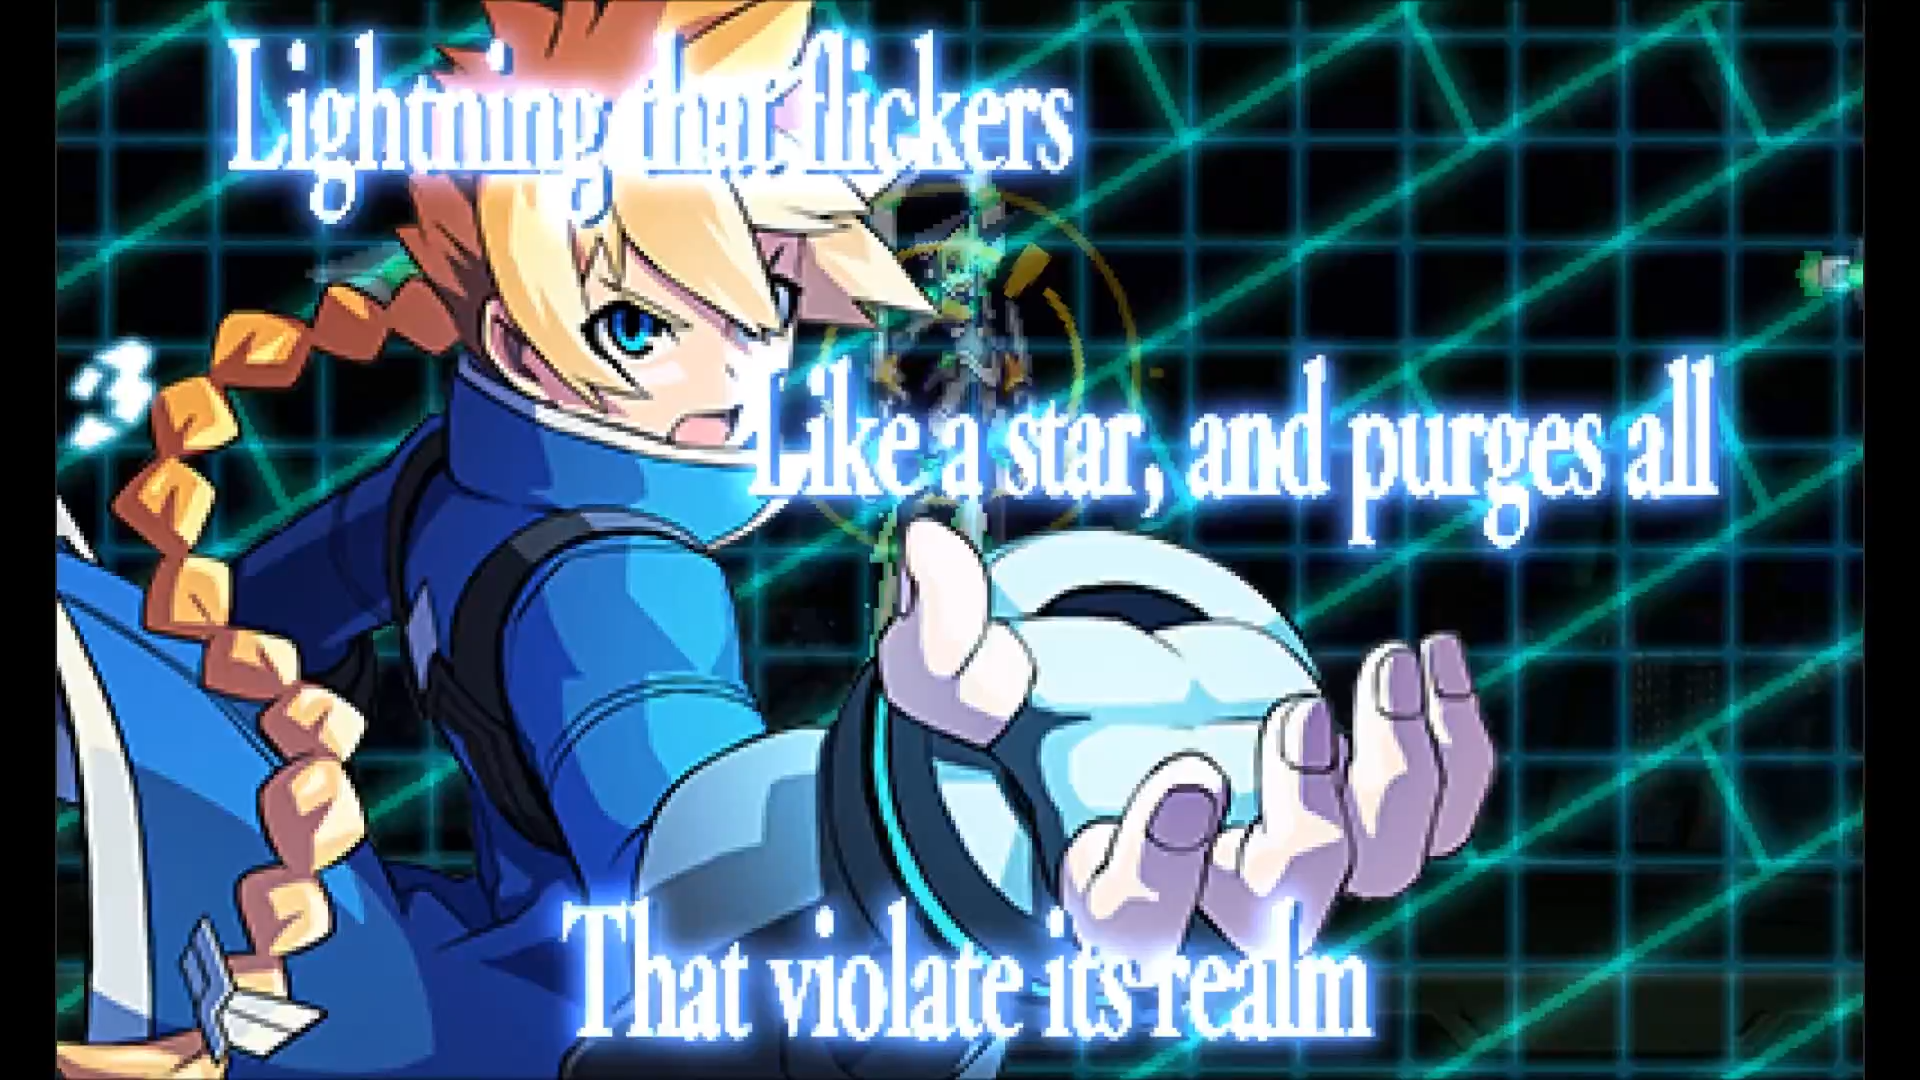 Lightning that flickers
Like a star, and purges all
That violate its realm